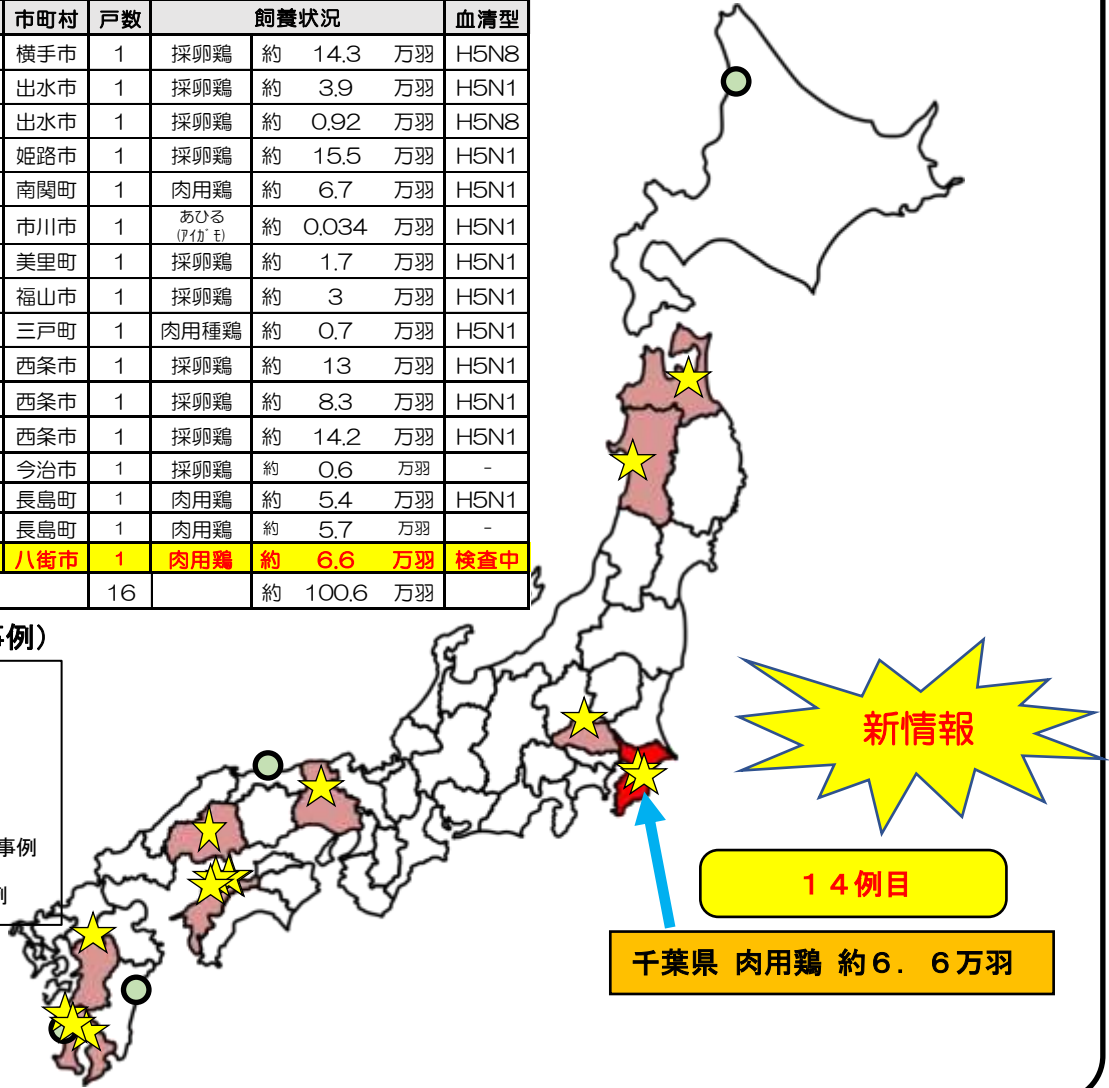 市町村 戸数 飼養状況 血清型
横手市 1 採卵鶏 約 14.3 万羽 H5N8
出水市 1 採卵鶏 約 3.9 万羽 H5N1
出水市 1 採卵鶏 約 0.92 万羽 H5N8
姫路市 1 採卵鶏 約 15.5 万羽 H5N1
南関町 1 肉用鶏 約 6.7 万羽 H5N1
市川市 1 あひる(ｱｲｶﾞﾓ) 約 0.034 万羽 H5N1
美里町 1 採卵鶏 約 1.7 万羽 H5N1
福山市 1 採卵鶏 約 3 万羽 H5N1
三戸町 1 肉用種鶏 約 0.7 万羽 H5N1
西条市 1 採卵鶏 約 13 万羽 H5N1
西条市 1 採卵鶏 約 8.3 万羽 H5N1
西条市 1 採卵鶏 約 14.2 万羽 H5N1
今治市 1 採卵鶏 約 0.6 万羽 -
長島町 1 肉用鶏 約 5.4 万羽 H5N1
長島町 1 肉用鶏 約 5.7 万羽 -
八街市 1 肉用鶏 約 6.6 万羽 検査中
16 約 100.6 万羽
例）
事例
新情報
１４例目
千葉県 肉用鶏 約６．６万羽